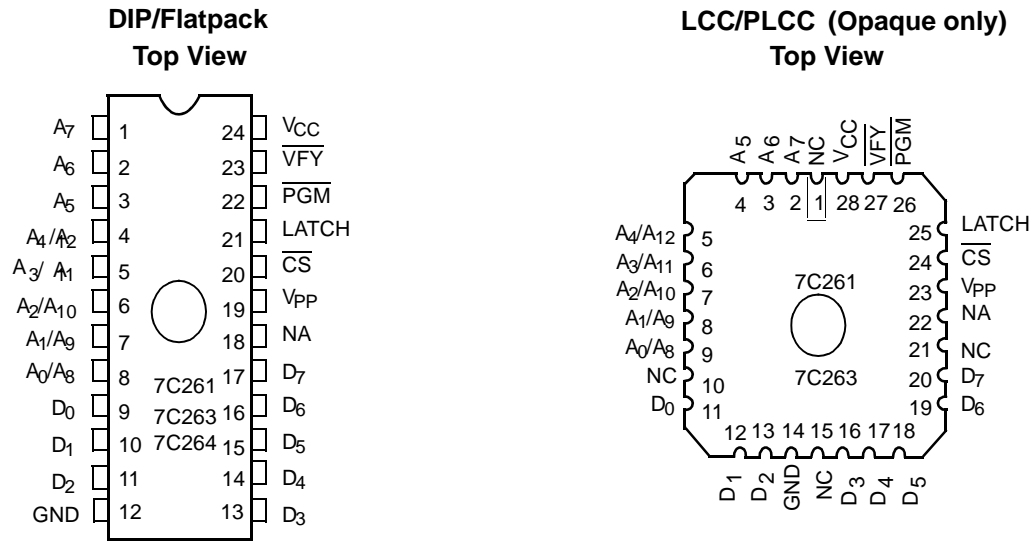 DIP/Flatpack
Top View
A7 1 24 VCC
A6 2 23 VFY
A5 3 22 PGM
A4/A12 4 21 LATCH
A3/ A11 5 20 CS
A2/A10 6 19 VPP
A1/A9 7 18 NA
A0/A8 8 17 D7
D0 9 16 D6
D1 10 15 D5
D2 11 14 D4
GND 12 13 D3
7C261
7C263
7C264
LCC/PLCC (Opaque only)
Top View
A5 A6 A7 NC VCC VFY PGM
4 3 2 1 28 27 26
A4/A12 5 25 LATCH
A3/A11 6 24 CS
A2/A10 7 23 VPP
A1/A9 8 22 NA
A0/A8 9 21 NC
NC 10 20 D7
D0 11 19 D6
7C261
7C263
12 13 14 15 16 17 18
D1 D2 GND NC D3 D4 D5